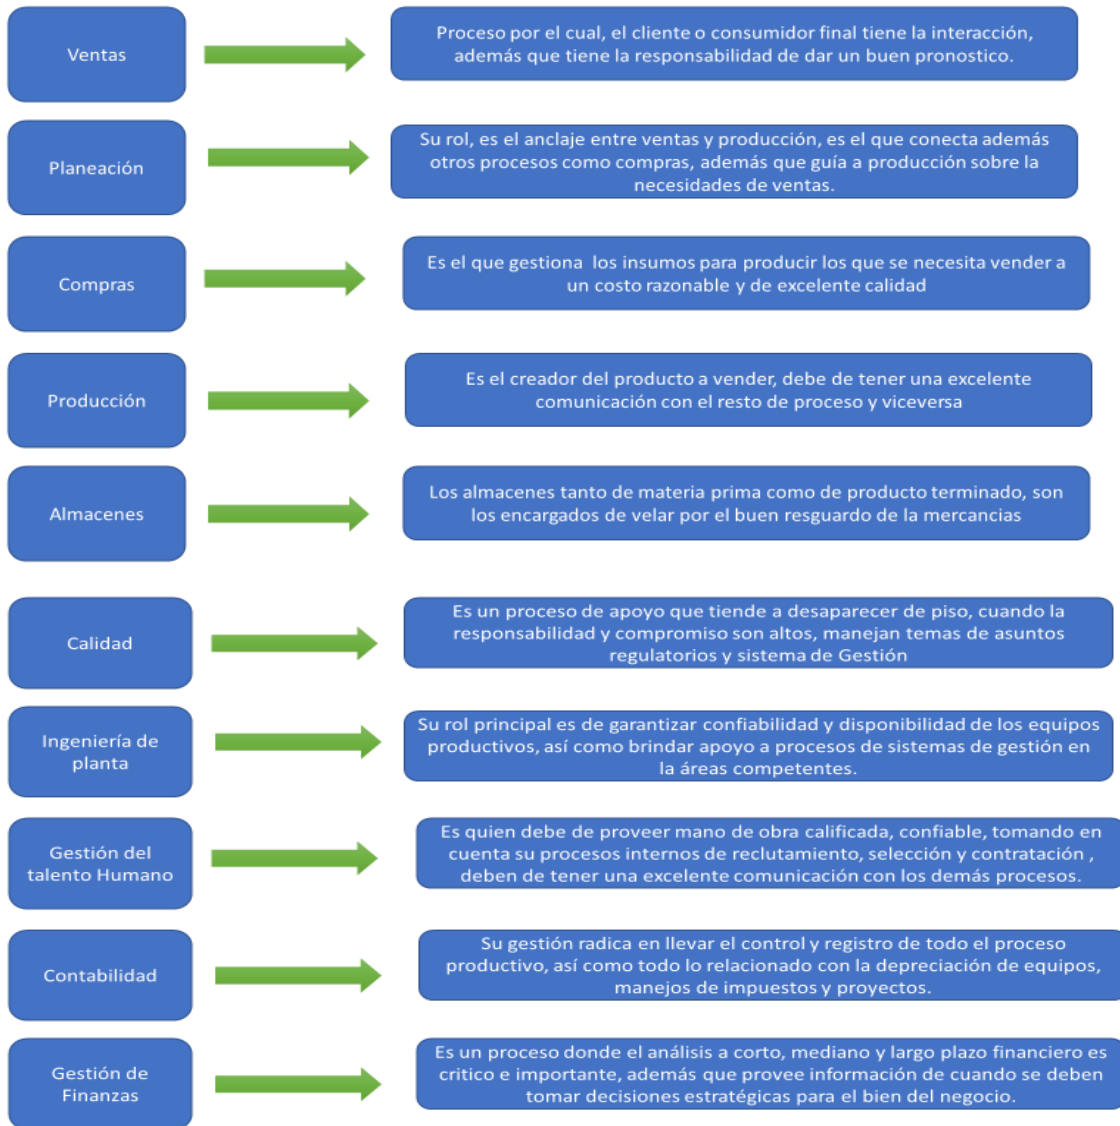 Ventas
Proceso por el cual, el cliente o consumidor final tiene la interacción,
además que tiene la responsabilidad de dar un buen pronostico.
Planeación
Su rol, es el anclaje entre ventas y producción, es el que conecta además
otros procesos como compras, además que guía a producción sobre la
necesidades de ventas.
Compras
Es el que gestiona los insumos para producir los que se necesita vender a
un costo razonable y de excelente calidad
Producción
Es el creador del producto a vender, debe de tener una excelente
comunicación con el resto de proceso y viceversa
Almacenes
Los almacenes tanto de materia prima como de producto terminado, son
los encargados de velar por el buen resguardo de la mercancias
Calidad
Es un proceso de apoyo que tiende a desaparecer de piso, cuando la
responsabilidad y compromiso son altos, manejan temas de asuntos
regulatorios y sistema de Gestión
Ingeniería de
planta
Su rol principal es de garantizar confiabilidad y disponibilidad de los equipos
productivos, así como brindar apoyo a procesos de sistemas de gestión en
la áreas competentes.
Gestión del
talento Humano
Es quien debe de proveer mano de obra calificada, confiable, tomando en
cuenta su procesos internos de reclutamiento, selección y contratación ,
deben de tener una excelente comunicación con los demás procesos.
Contabilidad
Su gestión radica en llevar el control y registro de todo el proceso
productivo, así como todo lo relacionado con la depreciación de equipos,
manejos de impuestos y proyectos.
Gestión de
Finanzas
Es un proceso donde el análisis a corto, mediano y largo plazo financiero es
critico e importante, además que provee información de cuando se deben
tomar decisiones estratégicas para el bien del negocio.